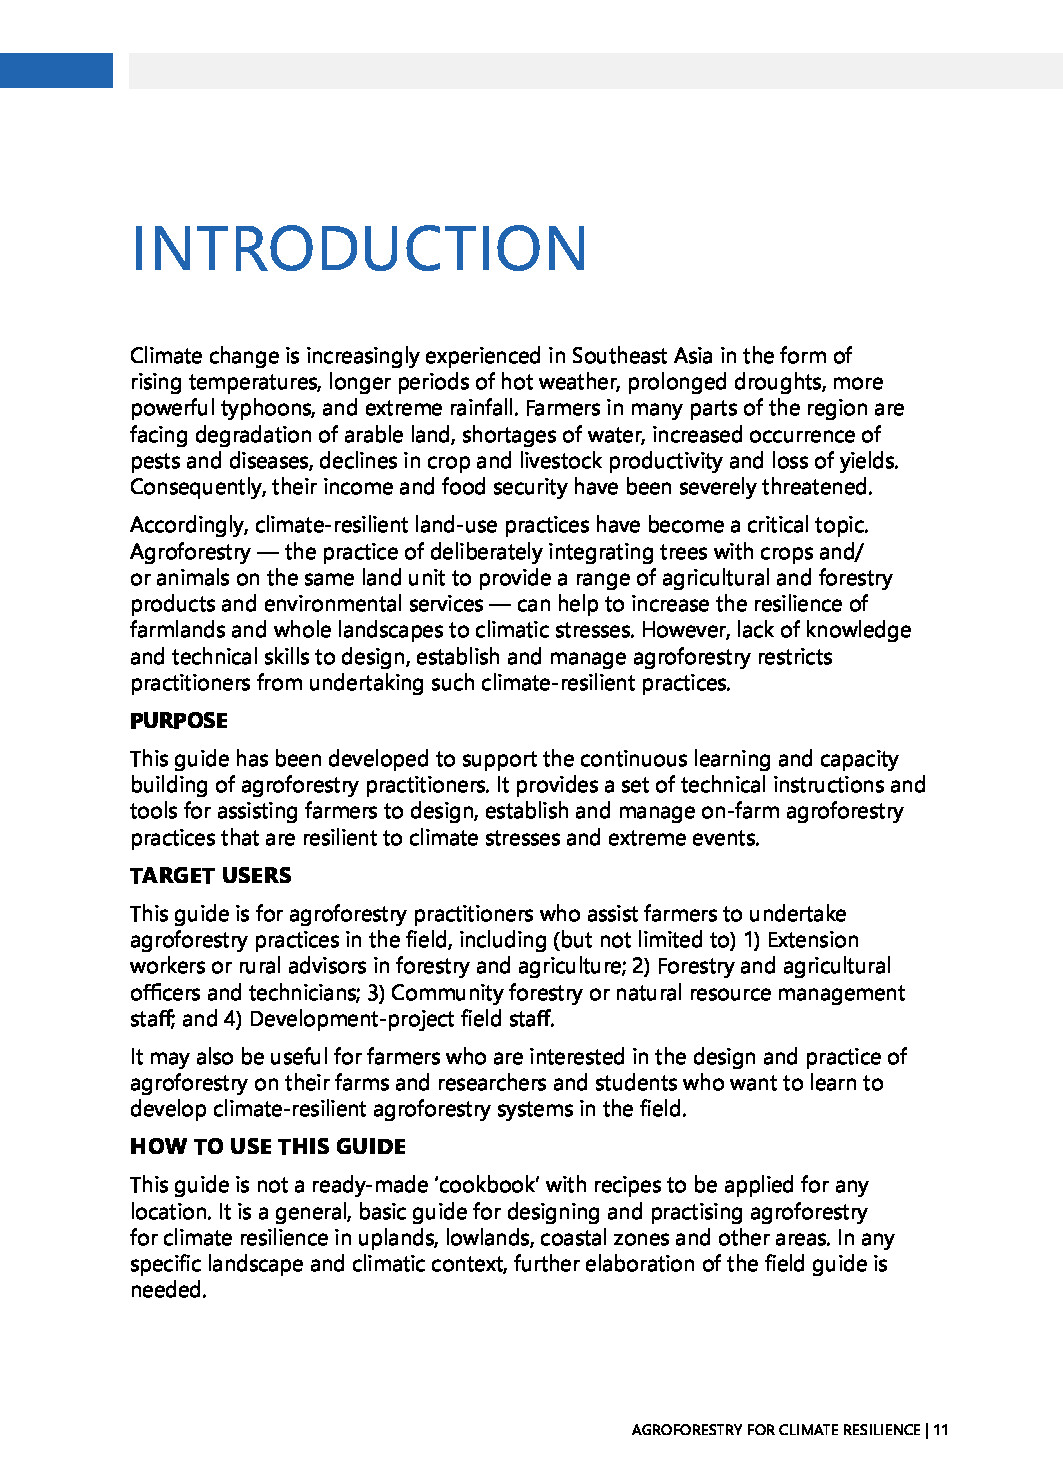 INTRODUCTION
Climate change is increasingly experienced in Southeast Asia in the form of
rising temperatures, longer periods of hot weather, prolonged droughts, more
powerful typhoons, and extreme rainfall. Farmers in many parts of the region are
facing degradation of arable land, shortages of water, increased occurrence of
pests and diseases, declines in crop and livestock productivity and loss of yields.
Consequently, their income and food security have been severely threatened.
Accordingly, climate-resilient land-use practices have become a critical topic.
Agroforestry — the practice of deliberately integrating trees with crops and/
or animals on the same land unit to provide a range of agricultural and forestry
products and environmental services — can help to increase the resilience of
farmlands and whole landscapes to climatic stresses. However, lack of knowledge
and technical skills to design, establish and manage agroforestry restricts
practitioners from undertaking such climate-resilient practices.
PURPOSE
This guide has been developed to support the continuous learning and capacity
building of agroforestry practitioners. It provides a set of technical instructions and
tools for assisting farmers to design, establish and manage on-farm agroforestry
practices that are resilient to climate stresses and extreme events.
TARGET USERS
This guide is for agroforestry practitioners who assist farmers to undertake
agroforestry practices in the field, including (but not limited to) 1) Extension
workers or rural advisors in forestry and agriculture; 2) Forestry and agricultural
officers and technicians; 3) Community forestry or natural resource management
staff; and 4) Development-project field staff.
It may also be useful for farmers who are interested in the design and practice of
agroforestry on their farms and researchers and students who want to learn to
develop climate-resilient agroforestry systems in the field.
HOW TO USE THIS GUIDE
This guide is not a ready-made ‘cookbook’ with recipes to be applied for any
location. It is a general, basic guide for designing and practising agroforestry
for climate resilience in uplands, lowlands, coastal zones and other areas. In any
specific landscape and climatic context, further elaboration of the field guide is
needed.
AGROFORESTRY FOR CLIMATE RESILIENCE | 11